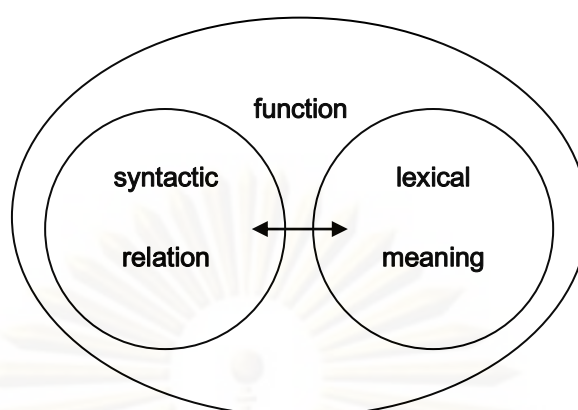 function
syntactic
lexical
relation
meaning